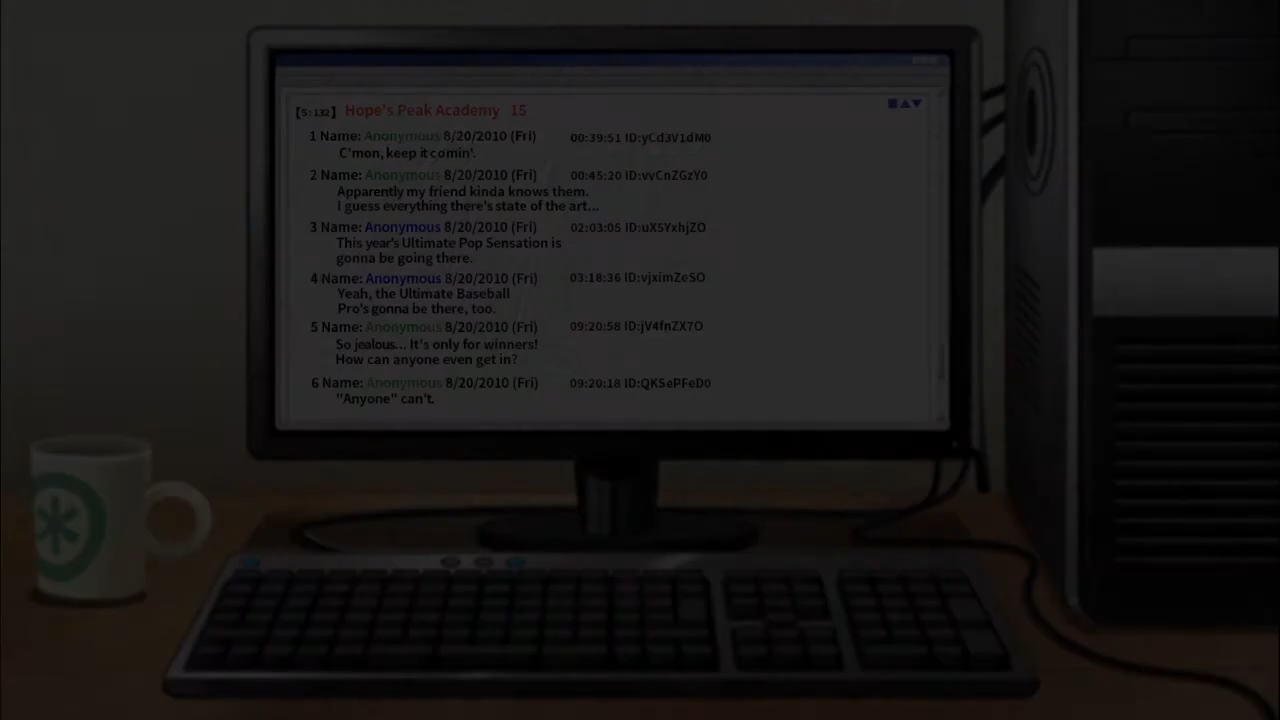 【5:132】 Hope's Peak Academy 15
1 Name: Anonymous 8/20/2010 (Fri) 00:39:51 ID:yCd3V1dM0
C'mon, keep it comin'.
2 Name: Anonymous 8/20/2010 (Fri) 00:45:20 ID:vvCnZGzY0
Apparently my friend kinda knows them.
I guess everything there's state of the art...
3 Name: Anonymous 8/20/2010 (Fri) 02:03:05 ID:uX5YxhjZO
This year's Ultimate Pop Sensation is
gonna be going there.
4 Name: Anonymous 8/20/2010 (Fri) 03:18:36 ID:vjximZeSO
Yeah, the Ultimate Baseball
Pro's gonna be there, too.
5 Name: Anonymous 8/20/2010 (Fri) 09:20:58 ID:jV4fnZX7O
So jealous... It's only for winners!
How can anyone even get in?
6 Name: Anonymous 8/20/2010 (Fri) 09:20:18 ID:QKSePFeD0
"Anyone" can't.